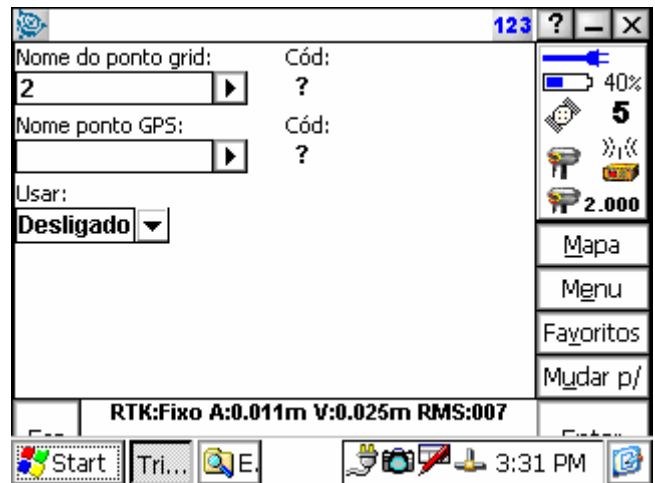 123 ?
Nome do ponto grid: Cód:
2 ?
Nome ponto GPS: Cód:
?
Usar:
Desligado
40%
5
2.000
Mapa
Menu
Favoritos
Mudar p/
RTK:Fixo A:0.011m V:0.025m RMS:007
Start Tri... E. 3:31 PM